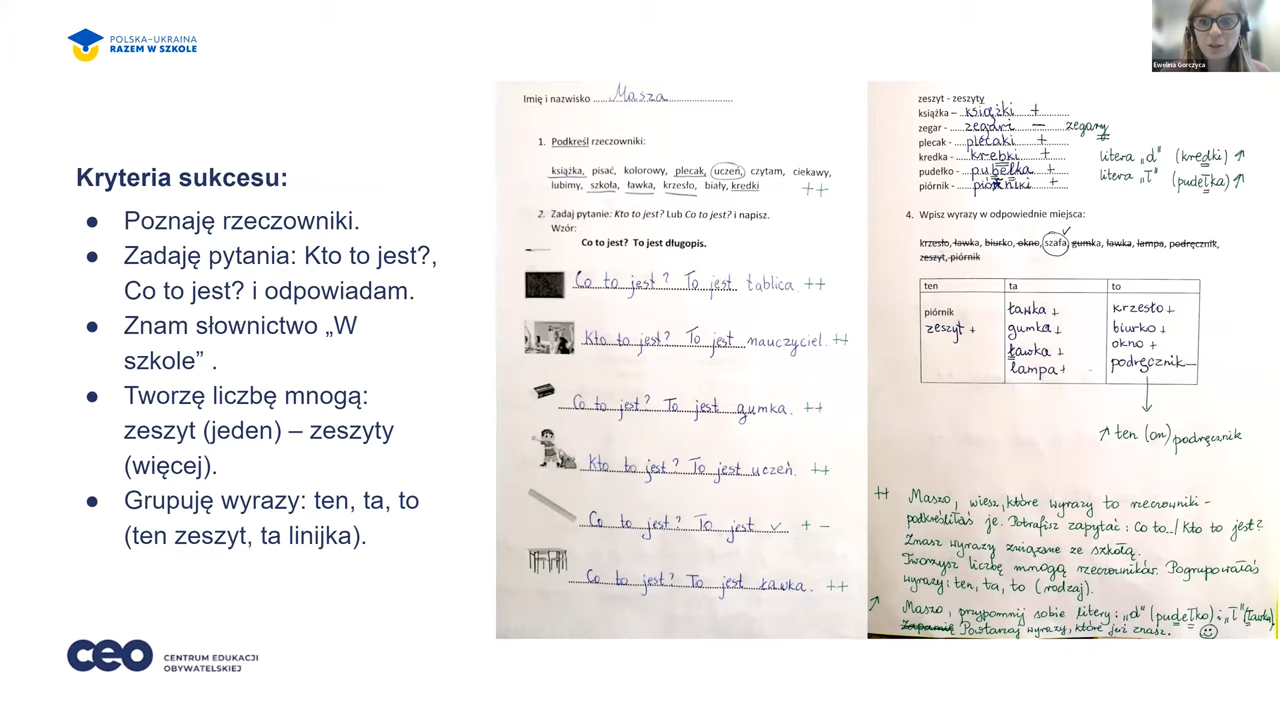 POLSKA-UKRAINA
RAZEM W SZKOLE
Ewelina Gorczyca
Kryteria sukcesu:
● Poznaję rzeczowniki.
● Zadaję pytania: Kto to jest?,
Co to jest? i odpowiadam.
● Znam słownictwo „W
szkole” .
● Tworzę liczbę mnogą:
zeszyt (jeden) – zeszyty
(więcej).
● Grupuję wyrazy: ten, ta, to
(ten zeszyt, ta linijka).
ceo CENTRUM EDUKACJI
OBYWATELSKIEJ
Imię i nazwisko Masza
1. Podkreśl rzeczowniki:
książka, pisać, kolorowy, plecak, uczeń, czytam, ciekawy,
lubimy, szkoła, ławka, krzesło, biały, kredki ++
2. Zadaj pytanie: Kto to jest? Lub Co to jest? i napisz.
Wzór:
Co to jest? To jest długopis.
Co to jest? To jest tablica. ++
Kto to jest? To jest nauczyciel. ++
Co to jest? To jest gumka. ++
Kto to jest? To jest uczeń. ++
Co to jest? To jest + -
Co to jest? To jest ławka. ++
zeszyt - zeszyty
książka – książki +
zegar - zegari — zegary
plecak - plecaki +
kredka - krebki +
pudełko - pubełka +
piórnik - piórniki +
litera „d” (kredki) ↗
litera „ł” (pudełka) ↗
4. Wpisz wyrazy w odpowiednie miejsca:
krzesło, ławka, biurko, okno, szafa, gumka, ławka, lampa, podręcznik,
zeszyt, piórnik
ten ta to
piórnik ławka + krzesło +
zeszyt + gumka + biurko +
ławka + okno +
lampa + podręcznik —
↗ ten (on) podręcznik
++ Maszo, wiesz, które wyrazy to rzeczowniki -
podkreśliłaś je. Potrafisz zapytać: Co to.../ Kto to jest?
Znasz wyrazy związane ze szkołą.
Tworzysz liczbę mnogą rzeczowników. Pogrupowałaś
wyrazy: ten, ta, to (rodzaj).
↗ Maszo, przypomnij sobie litery: „d” (pudełko) i „ł” (ławka).
Powtarzaj wyrazy, które już znasz.